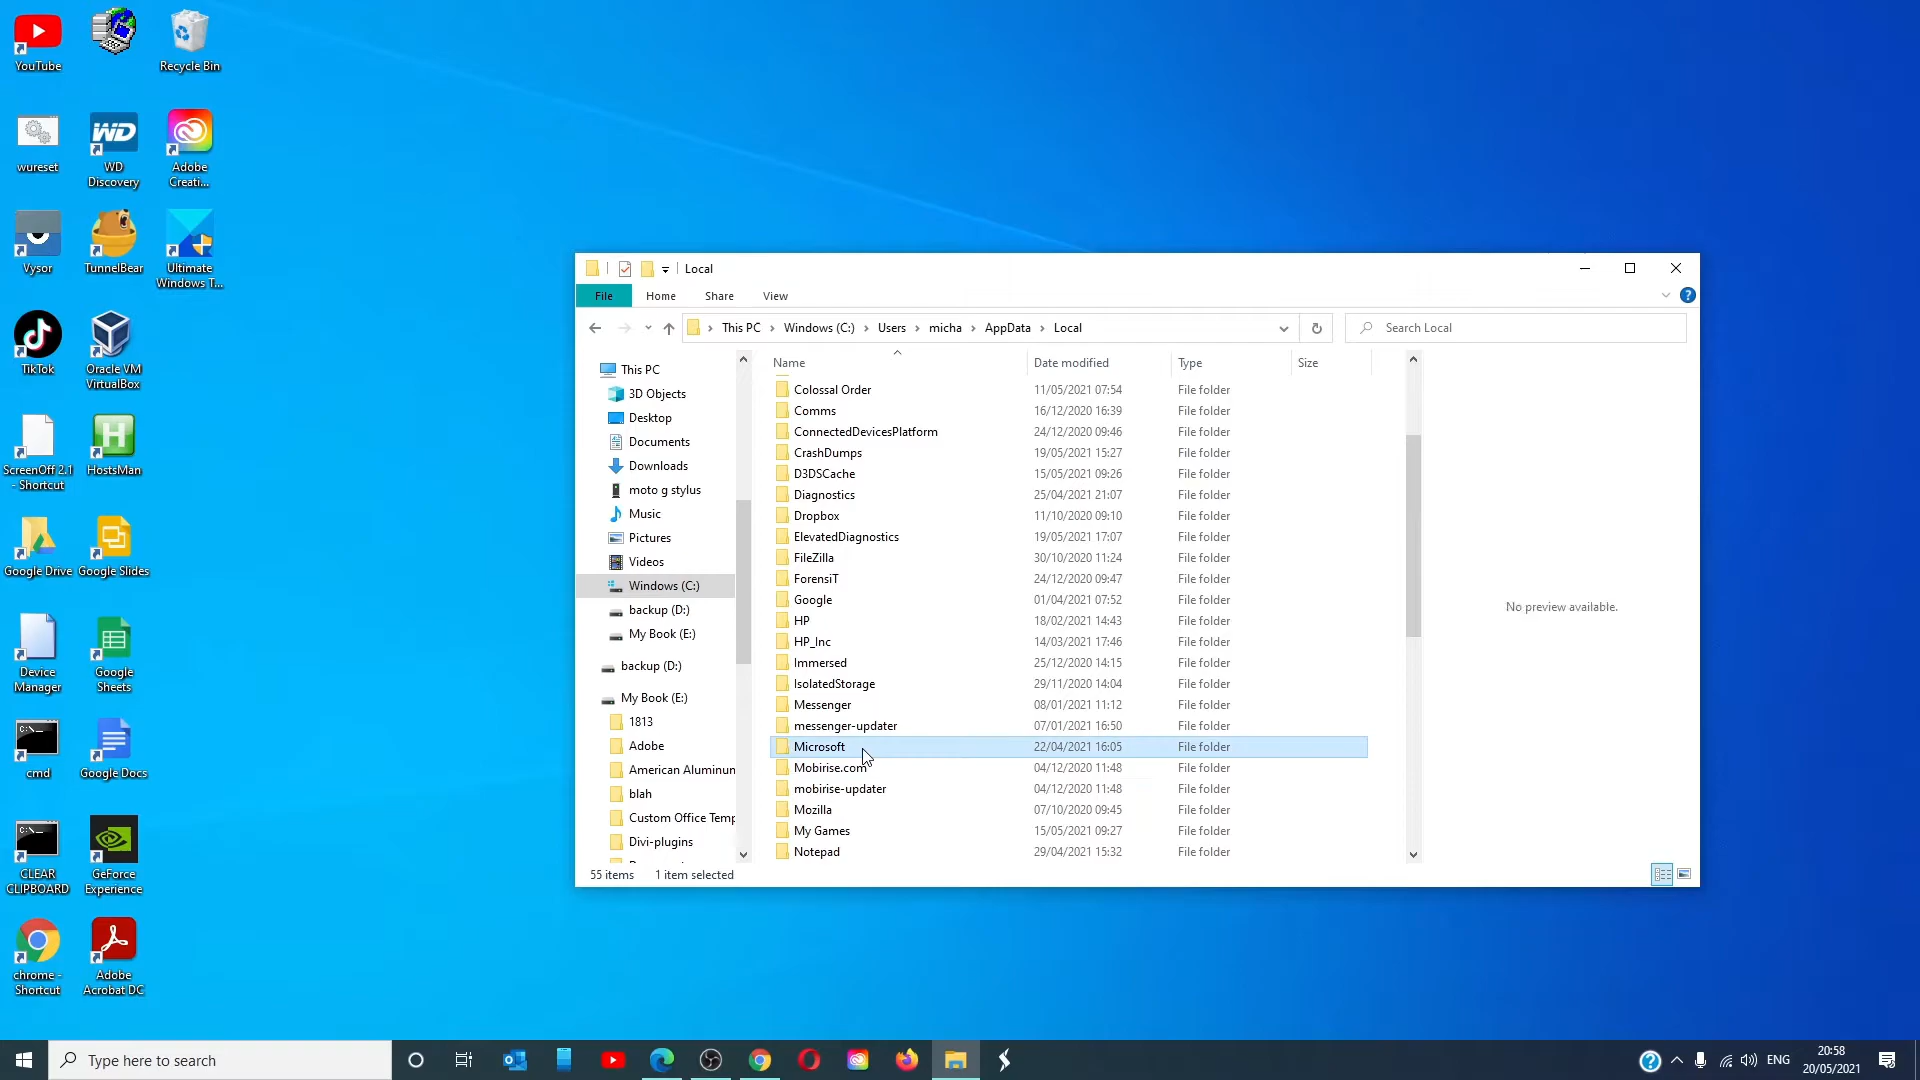 YouTube
Recycle Bin
wureset
WD
Discovery
Adobe
Creati...
Vysor
TunnelBear
Ultimate
Windows T...
TikTok
Oracle VM
VirtualBox
ScreenOff 2.1
- Shortcut
HostsMan
Google Drive
Google Slides
Device
Manager
Google
Sheets
cmd
Google Docs
CLEAR
CLIPBOARD
GeForce
Experience
chrome -
Shortcut
Adobe
Acrobat DC
Local
File Home Share View
This PC > Windows (C:) > Users > micha > AppData > Local
Search Local
This PC
3D Objects
Desktop
Documents
Downloads
moto g stylus
Music
Pictures
Videos
Windows (C:)
backup (D:)
My Book (E:)
backup (D:)
My Book (E:)
1813
Adobe
American Aluminun
blah
Custom Office Temp
Divi-plugins
Name Date modified Type Size
Colossal Order 11/05/2021 07:54 File folder
Comms 16/12/2020 16:39 File folder
ConnectedDevicesPlatform 24/12/2020 09:46 File folder
CrashDumps 19/05/2021 15:27 File folder
D3DSCache 15/05/2021 09:26 File folder
Diagnostics 25/04/2021 21:07 File folder
Dropbox 11/10/2020 09:10 File folder
ElevatedDiagnostics 19/05/2021 17:07 File folder
FileZilla 30/10/2020 11:24 File folder
ForensiT 24/12/2020 09:47 File folder
Google 01/04/2021 07:52 File folder
HP 18/02/2021 14:43 File folder
HP_Inc 14/03/2021 17:46 File folder
Immersed 25/12/2020 14:15 File folder
IsolatedStorage 29/11/2020 14:04 File folder
Messenger 08/01/2021 11:12 File folder
messenger-updater 07/01/2021 16:50 File folder
Microsoft 22/04/2021 16:05 File folder
Mobirise.com 04/12/2020 11:48 File folder
mobirise-updater 04/12/2020 11:48 File folder
Mozilla 07/10/2020 09:45 File folder
My Games 15/05/2021 09:27 File folder
Notepad 29/04/2021 15:32 File folder
No preview available.
55 items 1 item selected
Type here to search
ENG
20:58
20/05/2021